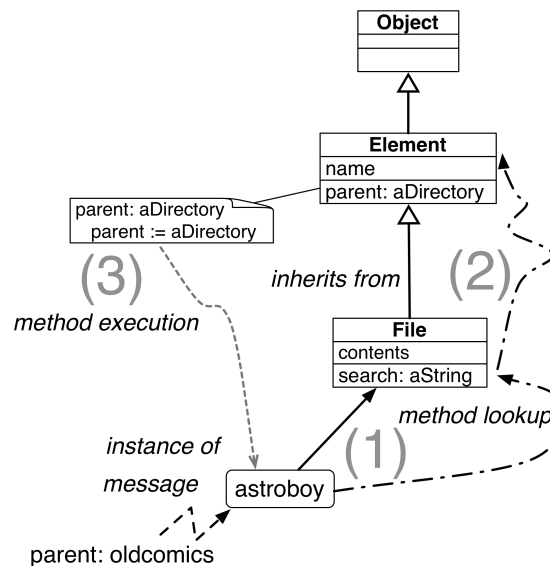 Object
Element
name
parent: aDirectory
parent: aDirectory
parent := aDirectory
(3)
method execution
inherits from
(2)
File
contents
search: aString
method lookup
(1)
instance of
message
astroboy
parent: oldcomics